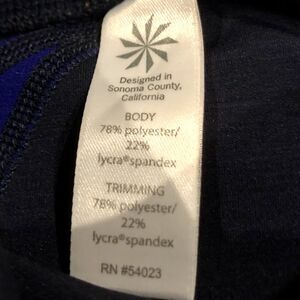 Designed in
Sonoma County,
California
BODY
78% polyester/
22%
lycra®spandex
TRIMMING
78% polyester/
22%
lycra®spandex
RN #54023